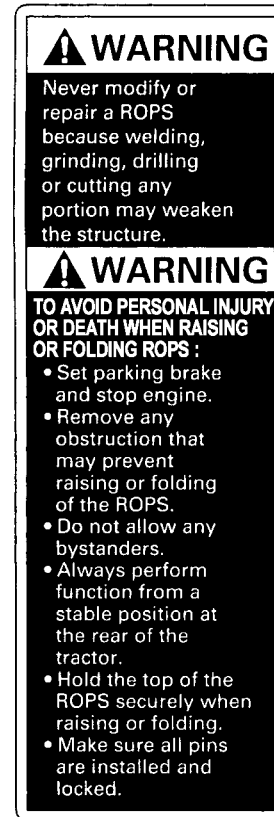 WARNING
Never modify or
repair a ROPS
because welding,
grinding, drilling
or cutting any
portion may weaken
the structure.
WARNING
TO AVOID PERSONAL INJURY
OR DEATH WHEN RAISING
OR FOLDING ROPS :
• Set parking brake
and stop engine.
• Remove any
obstruction that
may prevent
raising or folding
of the ROPS.
• Do not allow any
bystanders.
• Always perform
function from a
stable position at
the rear of the
tractor.
• Hold the top of the
ROPS securely when
raising or folding.
• Make sure all pins
are installed and
locked.